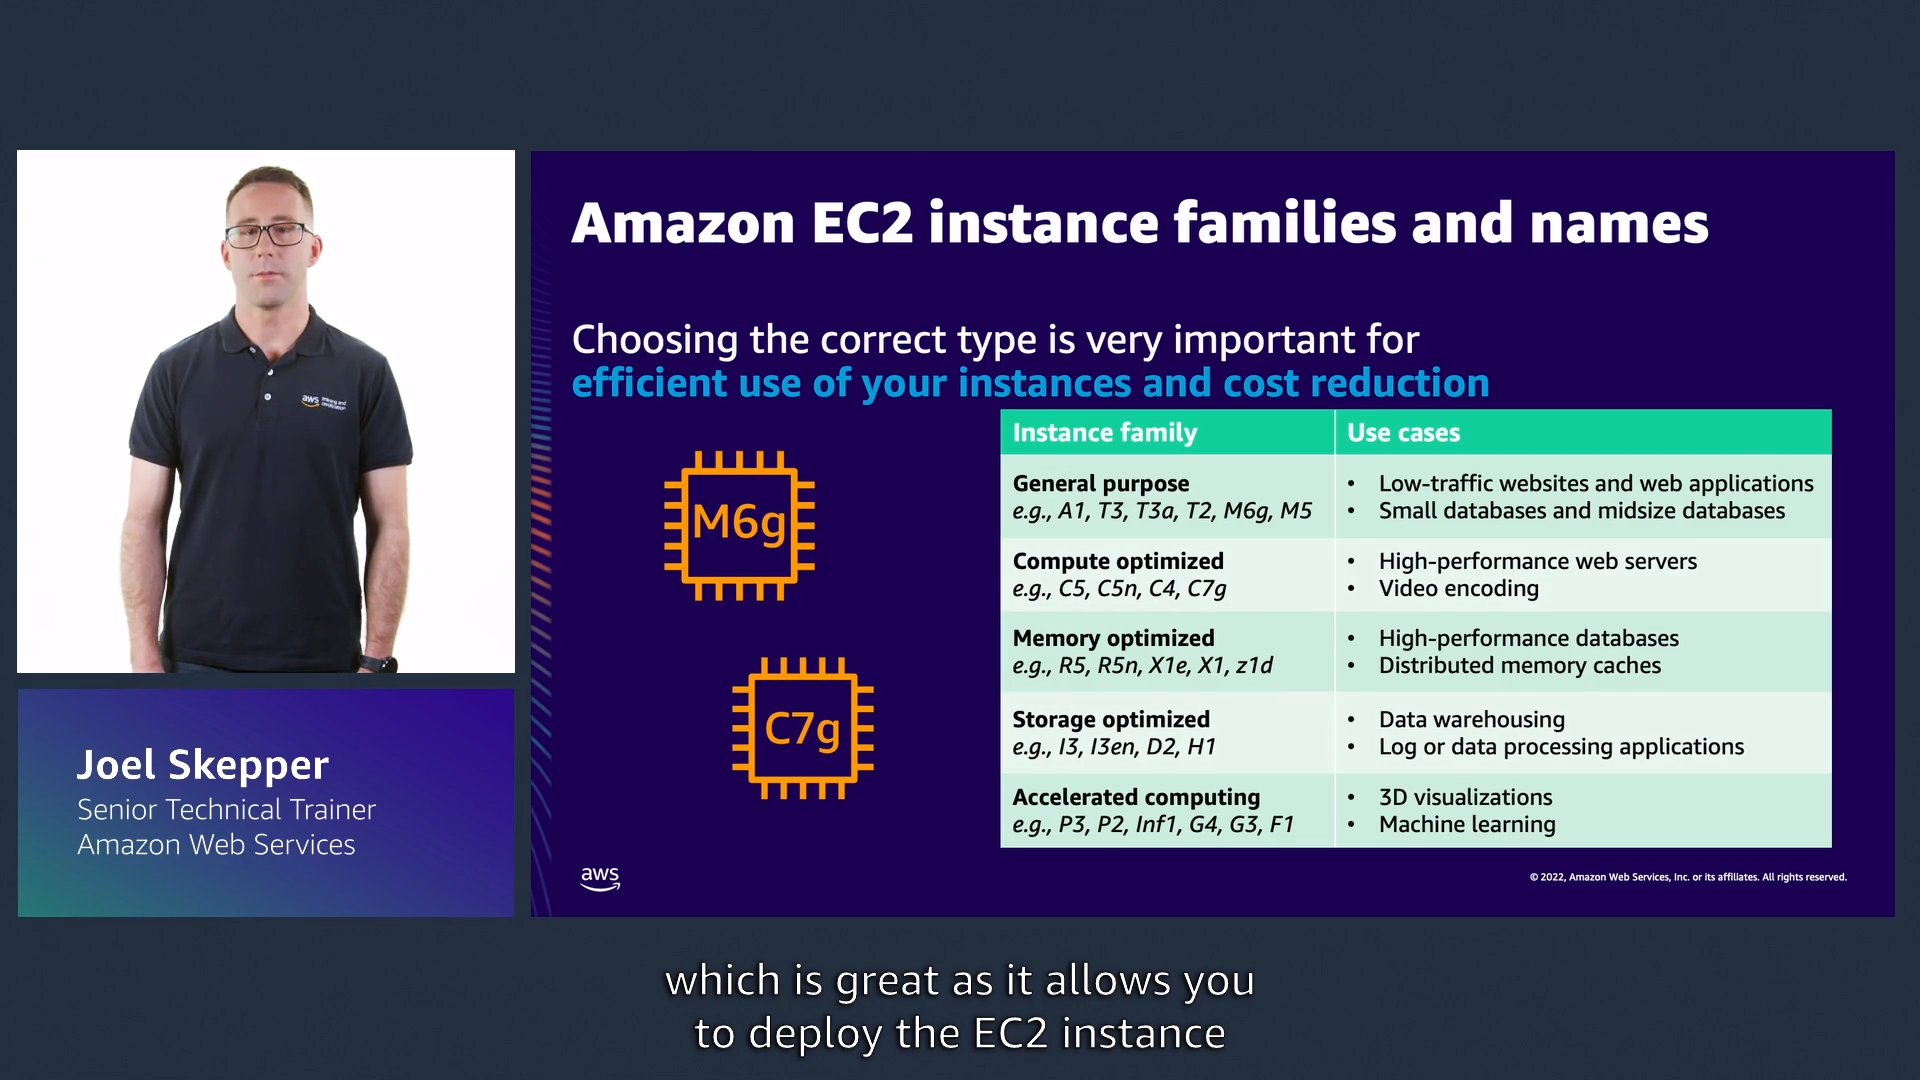 Amazon EC2 instance families and names
Choosing the correct type is very important for
efficient use of your instances and cost reduction
M6g
C7g
Instance family Use cases
General purpose
e.g., A1, T3, T3a, T2, M6g, M5
• Low-traffic websites and web applications
• Small databases and midsize databases
Compute optimized
e.g., C5, C5n, C4, C7g
• High-performance web servers
• Video encoding
Memory optimized
e.g., R5, R5n, X1e, X1, z1d
• High-performance databases
• Distributed memory caches
Storage optimized
e.g., I3, I3en, D2, H1
• Data warehousing
• Log or data processing applications
Accelerated computing
e.g., P3, P2, Inf1, G4, G3, F1
• 3D visualizations
• Machine learning
aws
© 2022, Amazon Web Services, Inc. or its affiliates. All rights reserved.
aws training and
certification
Joel Skepper
Senior Technical Trainer
Amazon Web Services
which is great as it allows you
to deploy the EC2 instance